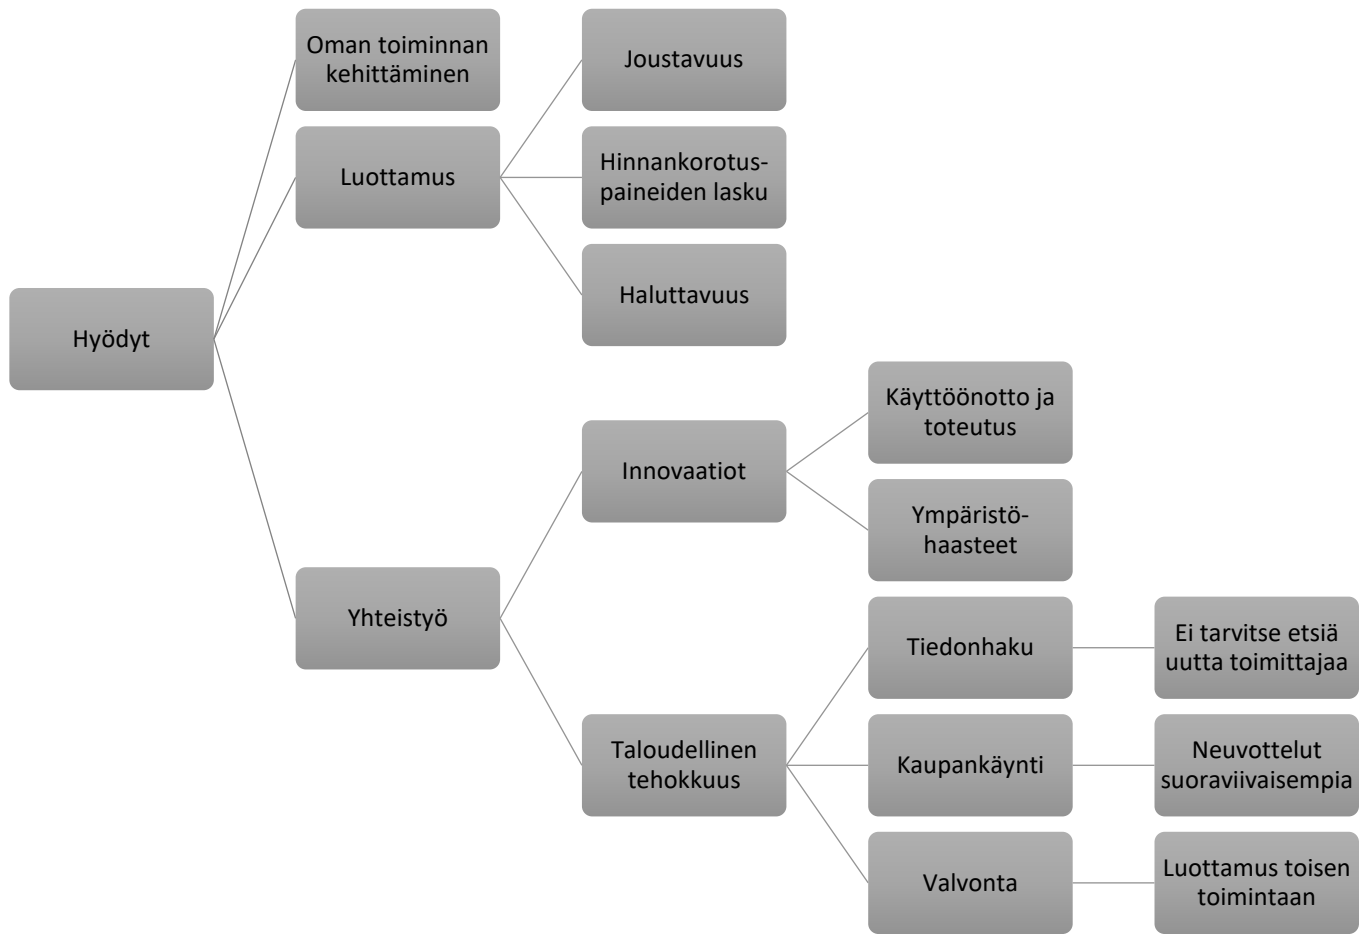 Oman toiminnan
kehittäminen
Joustavuus
Luottamus
Hinnankorotus-
paineiden lasku
Haluttavuus
Hyödyt
Käyttöönotto ja
toteutus
Innovaatiot
Ympäristö-
haasteet
Yhteistyö
Tiedonhaku
Ei tarvitse etsiä
uutta toimittajaa
Taloudellinen
tehokkuus
Kaupankäynti
Neuvottelut
suoraviivaisempia
Valvonta
Luottamus toisen
toimintaan